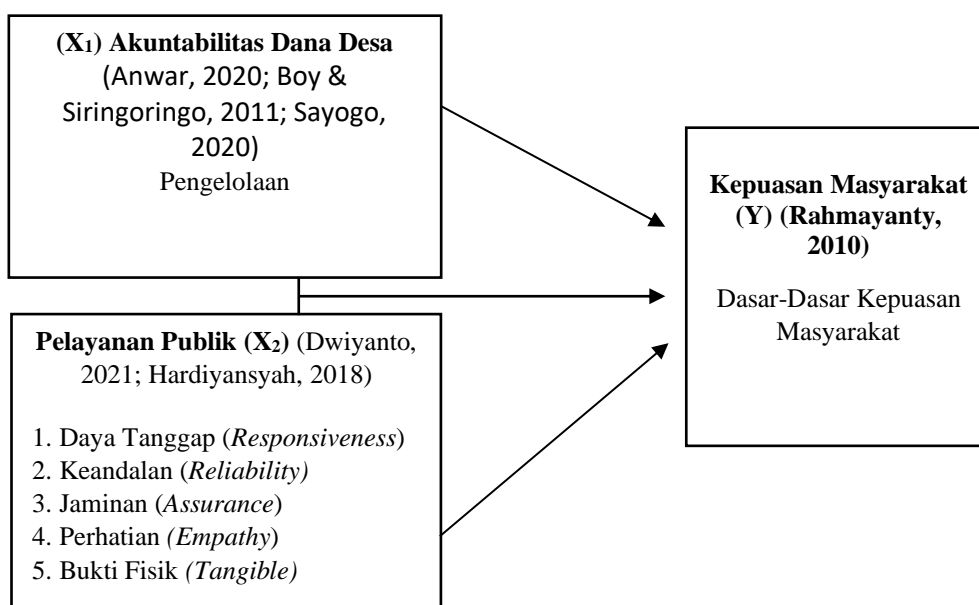 (X₁) Akuntabilitas Dana Desa
(Anwar, 2020; Boy &
Siringoringo, 2011; Sayogo,
2020)
Pengelolaan
Kepuasan Masyarakat
(Y) (Rahmayanty,
2010)
Dasar-Dasar Kepuasan
Masyarakat
Pelayanan Publik (X₂) (Dwiyanto,
2021; Hardiyansyah, 2018)
1. Daya Tanggap (Responsiveness)
2. Keandalan (Reliability)
3. Jaminan (Assurance)
4. Perhatian (Empathy)
5. Bukti Fisik (Tangible)